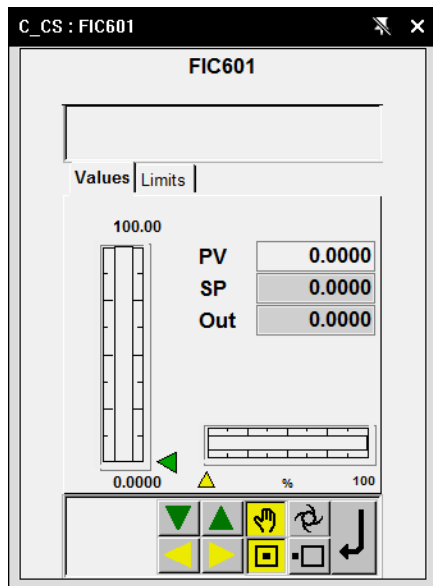 C_CS : FIC601
FIC601
Values Limits
100.00
PV 0.0000
SP 0.0000
Out 0.0000
0.0000 % 100